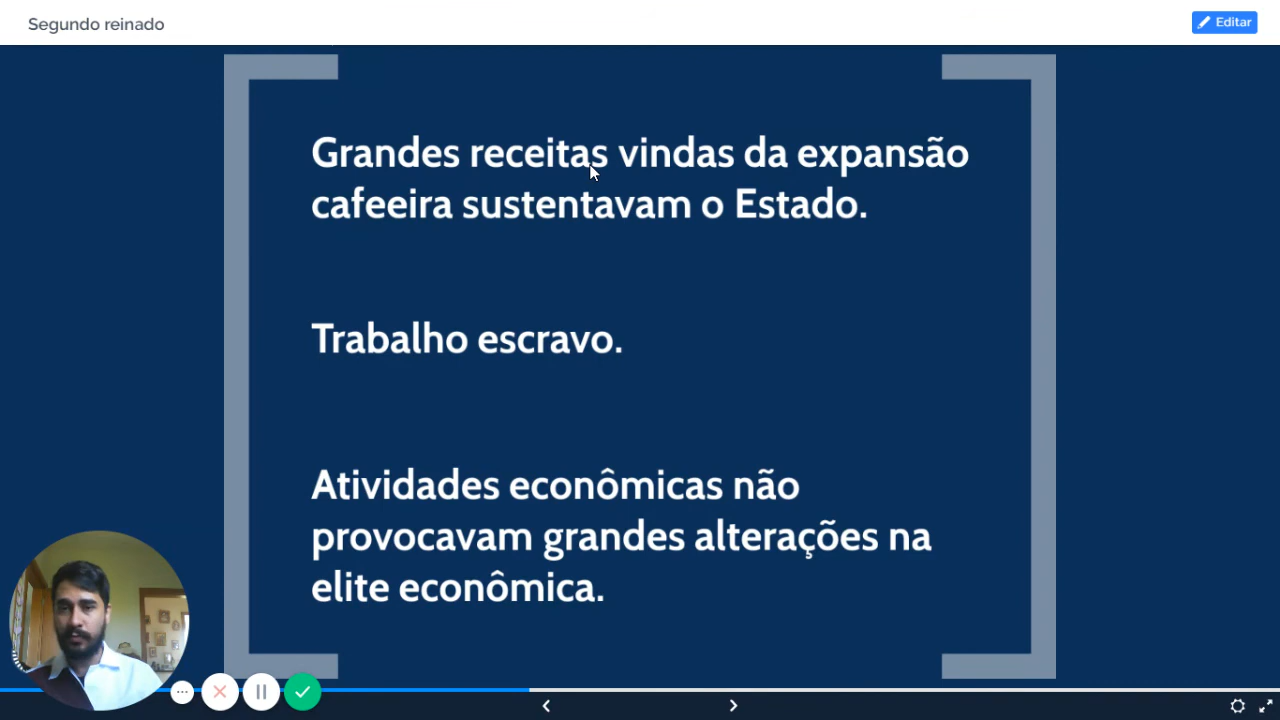 Segundo reinado
Editar
Grandes receitas vindas da expansão
cafeeira sustentavam o Estado.
Trabalho escravo.
Atividades econômicas não
provocavam grandes alterações na
elite econômica.